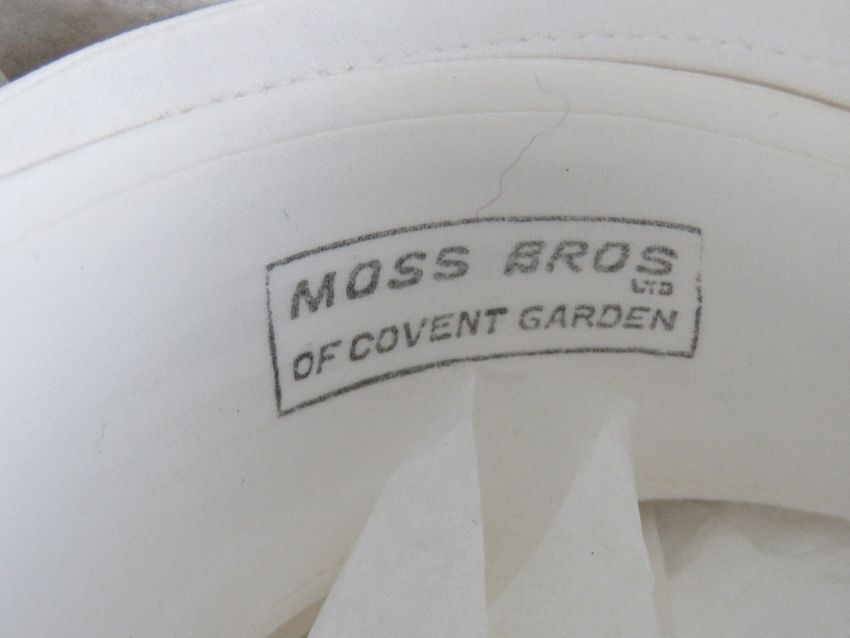 MOSS BROS
LTD
OF COVENT GARDEN